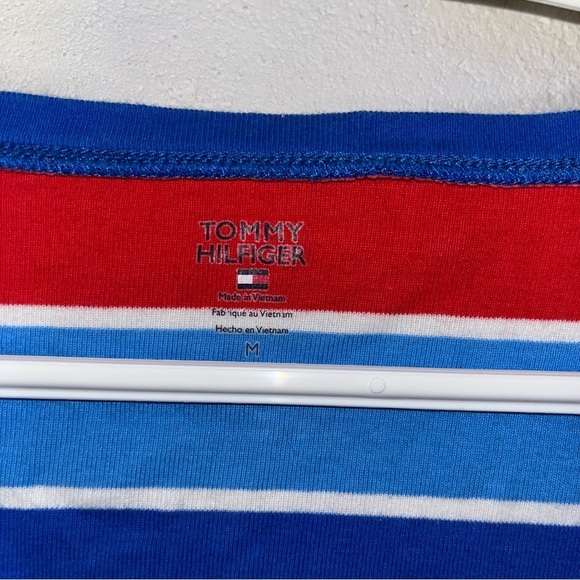 TOMMY
HILFIGER
Made in Vietnam
Fabriqué au Vietnam
Hecho en Vietnam
M